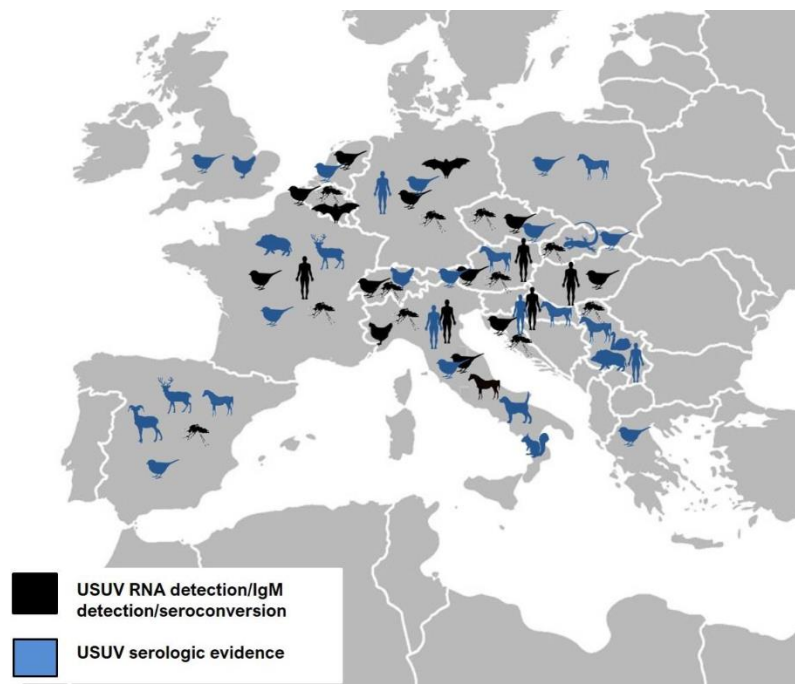 USUV RNA detection/IgM
detection/seroconversion
USUV serologic evidence